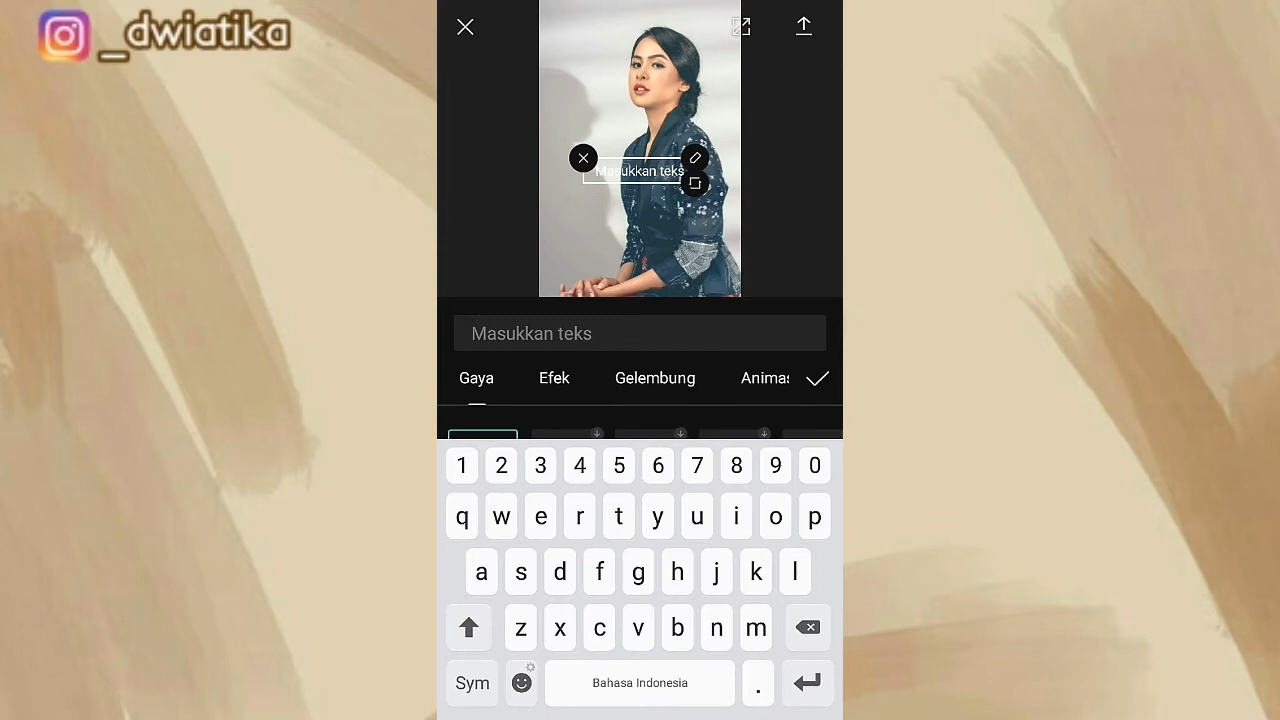 _dwiatika
Masukkan teks
Masukkan teks
Gaya Efek Gelembung Animas
1 2 3 4 5 6 7 8 9 0
q w e r t y u i o p
a s d f g h j k l
z x c v b n m
Sym Bahasa Indonesia .